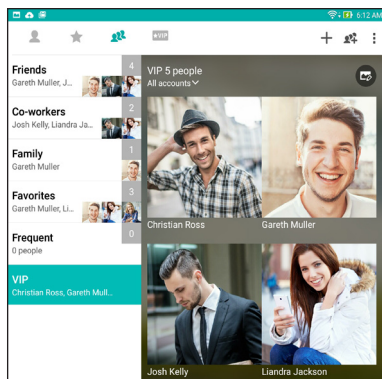 6:12 AM
VIP
Friends
4
Gareth Muller, J...
Co-workers
2
Josh Kelly, Liandra Ja...
Family
1
Gareth Muller
Favorites
3
Gareth Muller, Li...
Frequent
0
0 people
VIP
Christian Ross, Gareth Mull...
VIP 5 people
All accounts
Christian Ross
Gareth Muller
Josh Kelly
Liandra Jackson